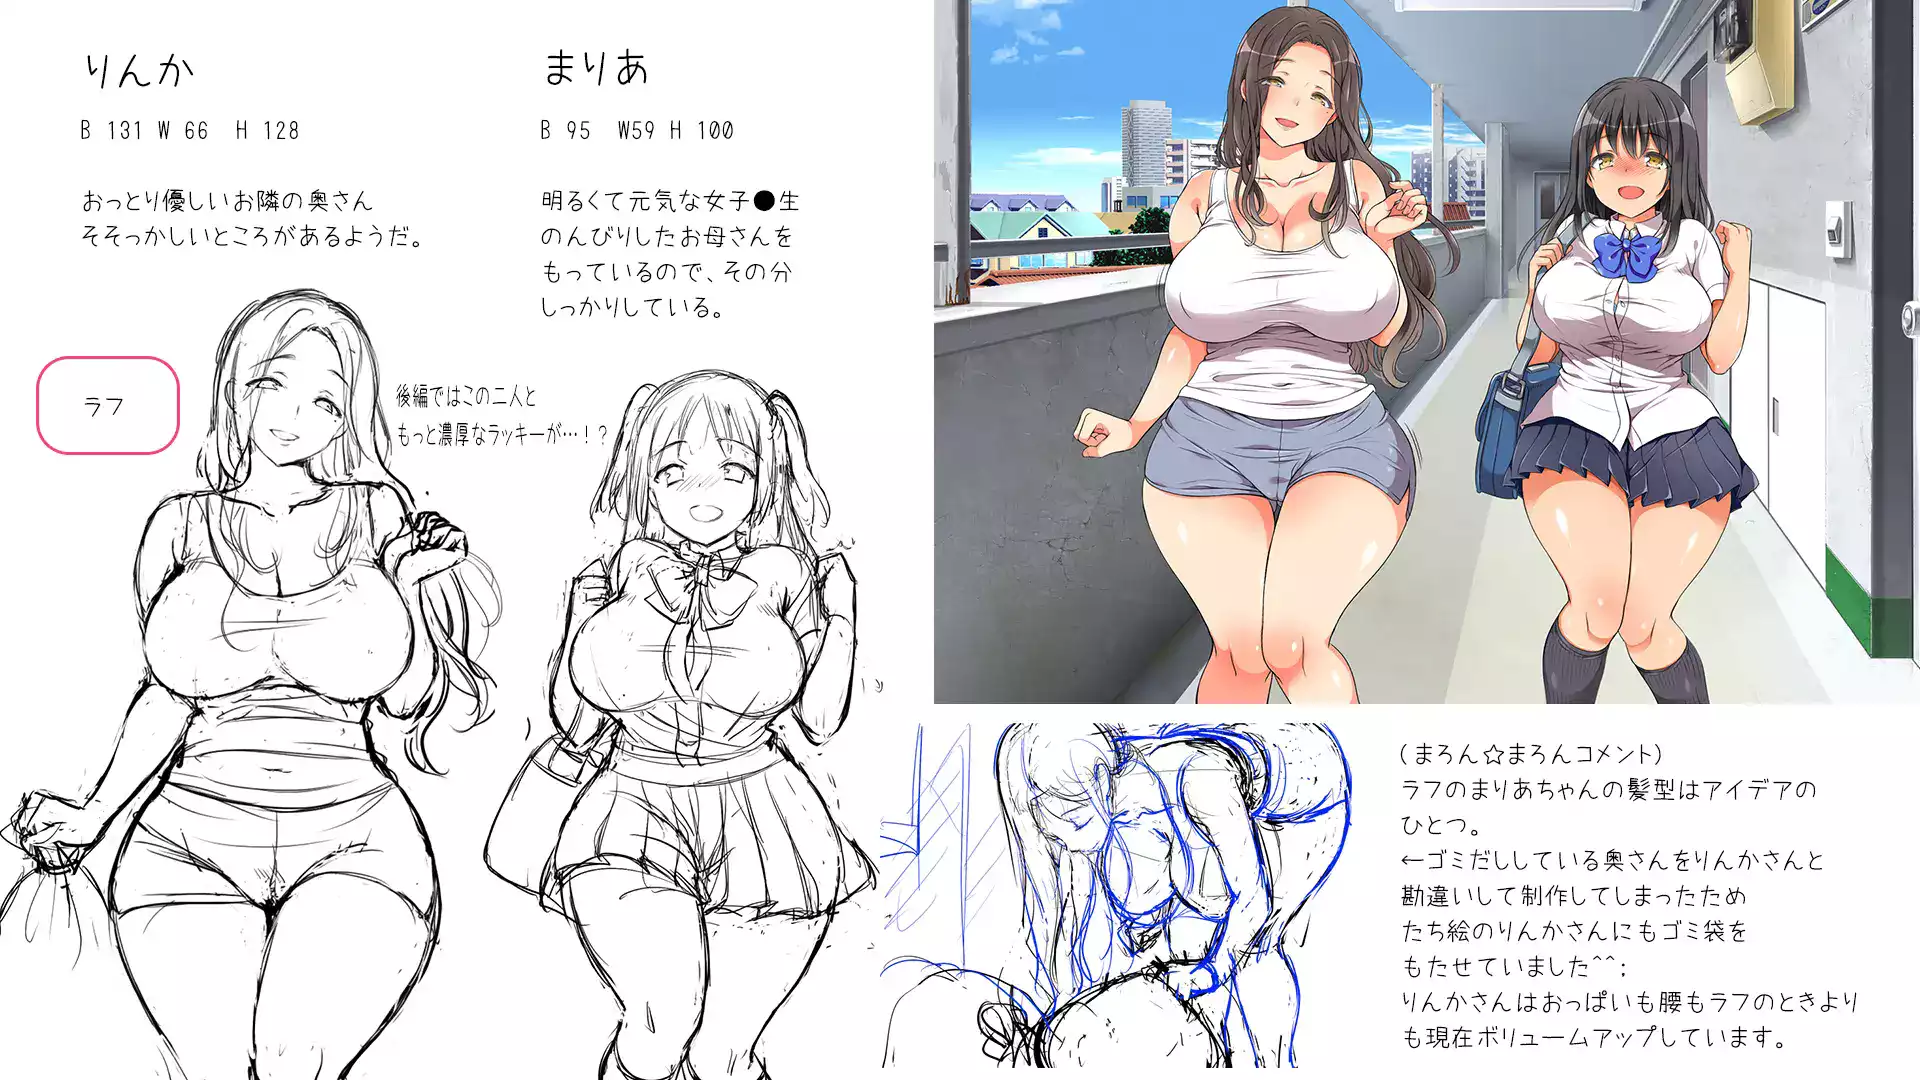 りんか
B 131 W 66 H 128
おっとり優しいお隣の奥さん
そそっかしいところがあるようだ。
まりあ
B 95 W59 H 100
明るくて元気な女子●生
のんびりしたお母さんを
もっているので、その分
しっかりしている。
ラフ
後編ではこの二人と
もっと濃厚なラッキーが…！？
(まろん☆まろんコメント)
ラフのまりあちゃんの髪型はアイデアの
ひとつ。
←ゴミだししている奥さんをりんかさんと
勘違いして制作してしまったため
たち絵のりんかさんにもゴミ袋を
もたせていました^^;
りんかさんはおっぱいも腰もラフのときより
も現在ボリュームアップしています。